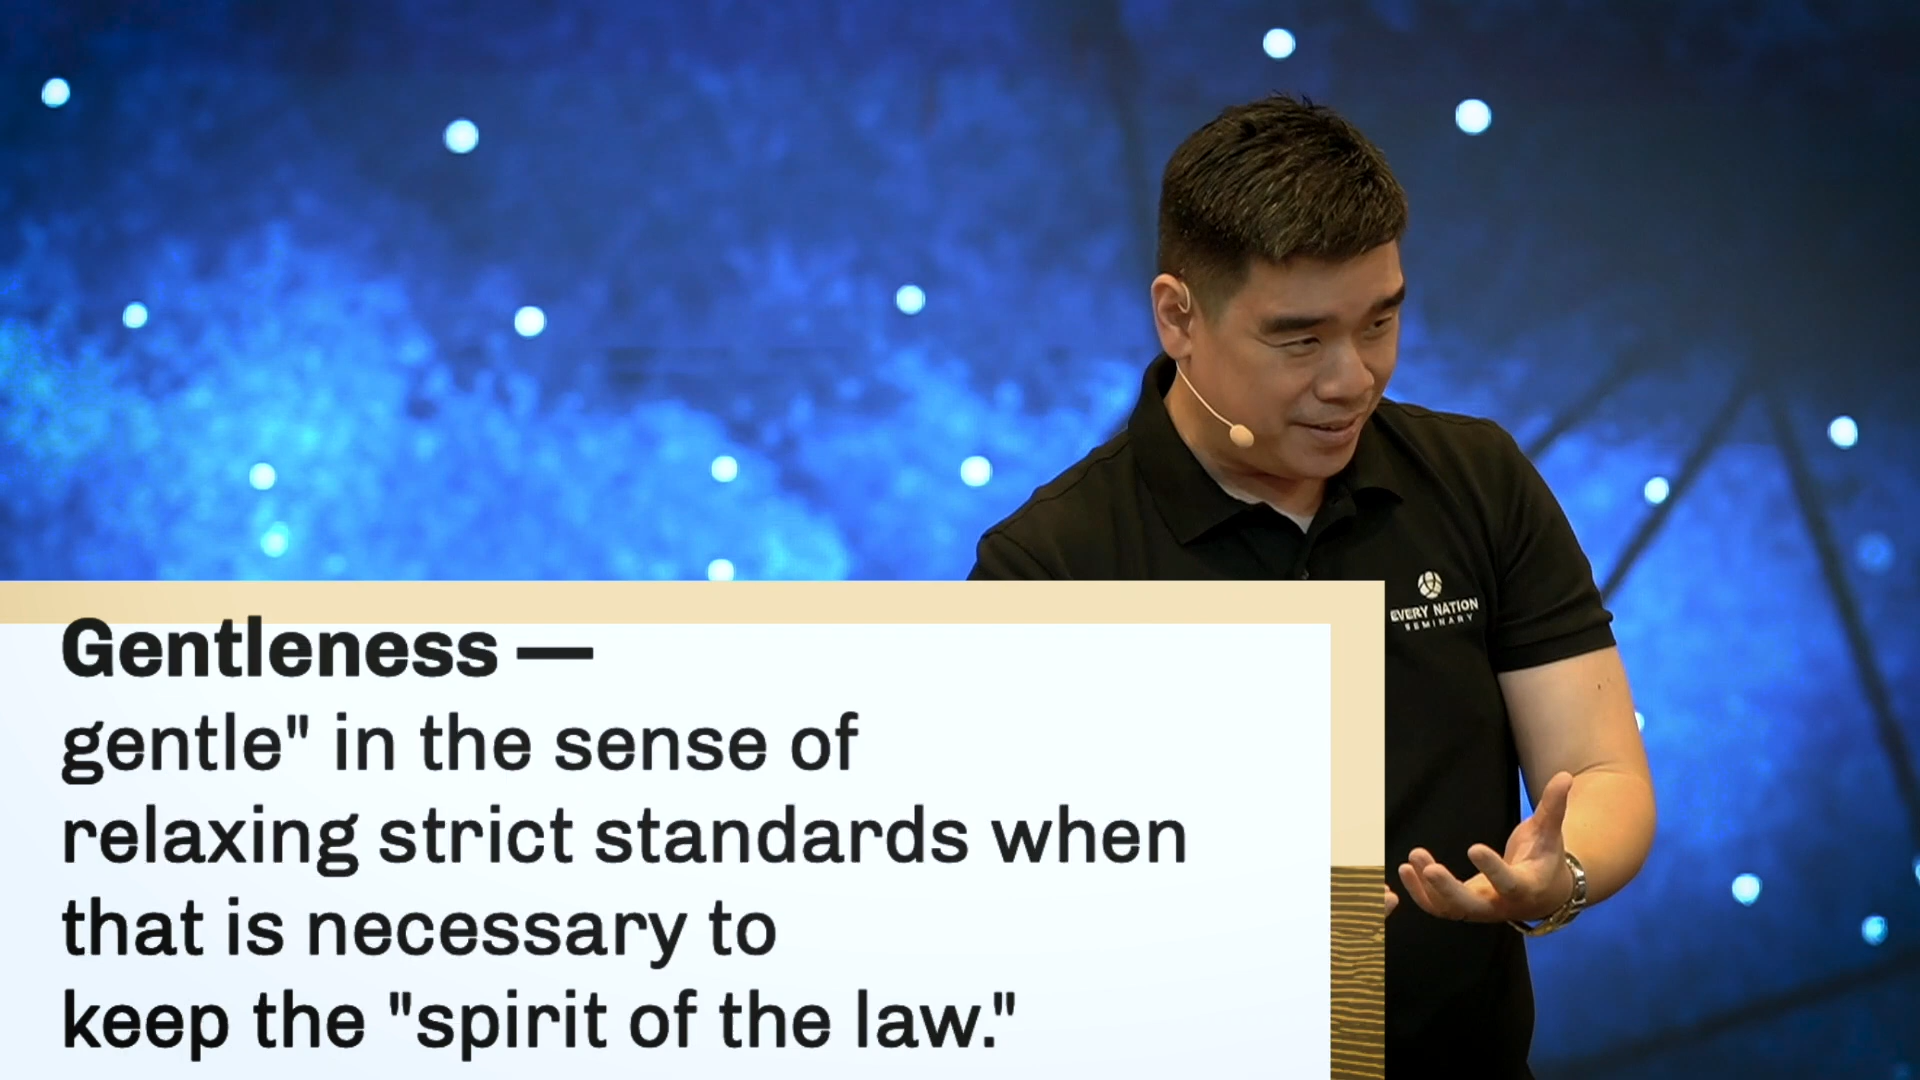 Gentleness —
gentle" in the sense of
relaxing strict standards when
that is necessary to
keep the "spirit of the law."
EVERY NATION
SEMINARY